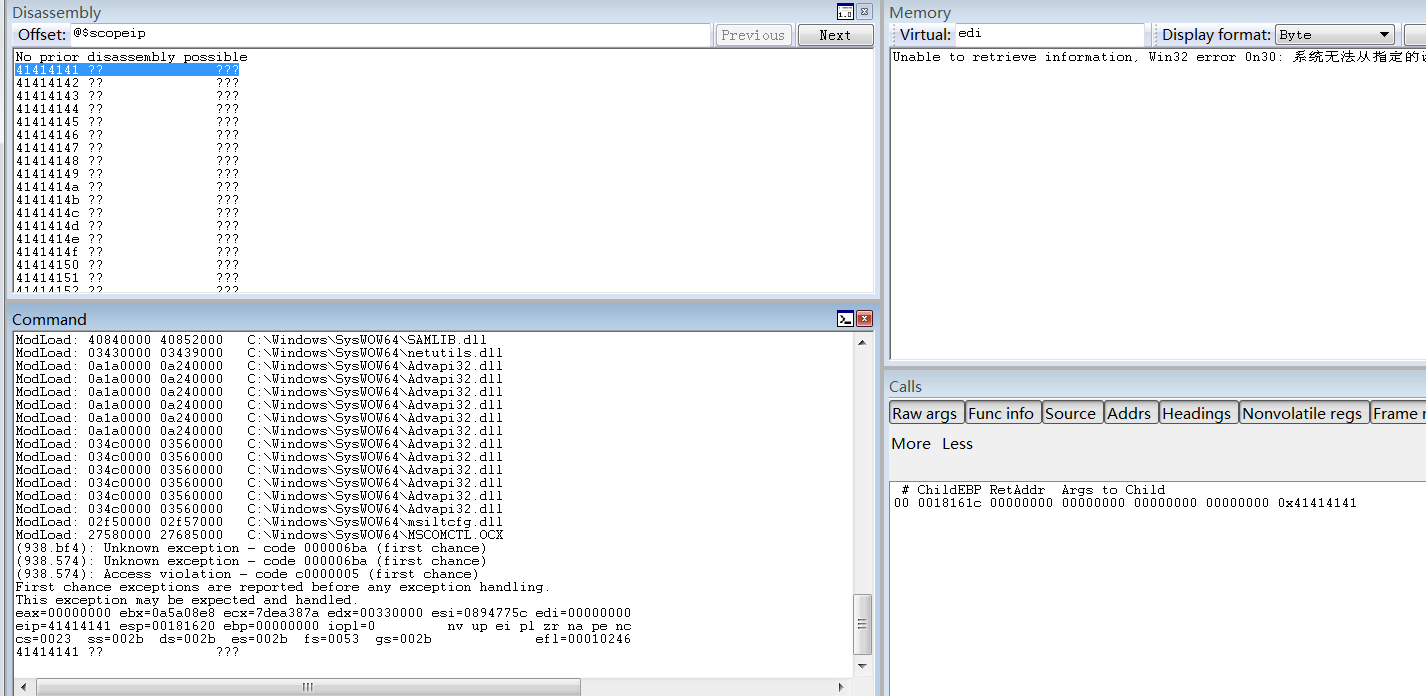 Disassembly
Offset: @$scopeip
Previous
Next
No prior disassembly possible
41414141 ?? ???
41414142 ?? ???
41414143 ?? ???
41414144 ?? ???
41414145 ?? ???
41414146 ?? ???
41414147 ?? ???
41414148 ?? ???
41414149 ?? ???
4141414a ?? ???
4141414b ?? ???
4141414c ?? ???
4141414d ?? ???
4141414e ?? ???
4141414f ?? ???
41414150 ?? ???
41414151 ?? ???
41414152 ?? ???
Command
ModLoad: 40840000 40852000 C:\Windows\SysWOW64\SAMLIB.dll
ModLoad: 03430000 03439000 C:\Windows\SysWOW64\netutils.dll
ModLoad: 0a1a0000 0a240000 C:\Windows\SysWOW64\Advapi32.dll
ModLoad: 0a1a0000 0a240000 C:\Windows\SysWOW64\Advapi32.dll
ModLoad: 0a1a0000 0a240000 C:\Windows\SysWOW64\Advapi32.dll
ModLoad: 0a1a0000 0a240000 C:\Windows\SysWOW64\Advapi32.dll
ModLoad: 0a1a0000 0a240000 C:\Windows\SysWOW64\Advapi32.dll
ModLoad: 0a1a0000 0a240000 C:\Windows\SysWOW64\Advapi32.dll
ModLoad: 034c0000 03560000 C:\Windows\SysWOW64\Advapi32.dll
ModLoad: 034c0000 03560000 C:\Windows\SysWOW64\Advapi32.dll
ModLoad: 034c0000 03560000 C:\Windows\SysWOW64\Advapi32.dll
ModLoad: 034c0000 03560000 C:\Windows\SysWOW64\Advapi32.dll
ModLoad: 034c0000 03560000 C:\Windows\SysWOW64\Advapi32.dll
ModLoad: 034c0000 03560000 C:\Windows\SysWOW64\Advapi32.dll
ModLoad: 02f50000 02f57000 C:\Windows\SysWOW64\msiltcfg.dll
ModLoad: 27580000 27685000 C:\Windows\SysWOW64\MSCOMCTL.OCX
(938.bf4): Unknown exception - code 000006ba (first chance)
(938.574): Unknown exception - code 000006ba (first chance)
(938.574): Access violation - code c0000005 (first chance)
First chance exceptions are reported before any exception handling.
This exception may be expected and handled.
eax=00000000 ebx=0a5a08e8 ecx=7dea387a edx=00330000 esi=0894775c edi=00000000
eip=41414141 esp=00181620 ebp=00000000 iopl=0 nv up ei pl zr na pe nc
cs=0023 ss=002b ds=002b es=002b fs=0053 gs=002b efl=00010246
41414141 ?? ???
Memory
Virtual: edi
Display format: Byte
Unable to retrieve information, Win32 error 0n30: 系统无法从指定的
Calls
Raw args
Func info
Source
Addrs
Headings
Nonvolatile regs
Frame
More Less
# ChildEBP RetAddr Args to Child
00 0018161c 00000000 00000000 00000000 00000000 0x41414141